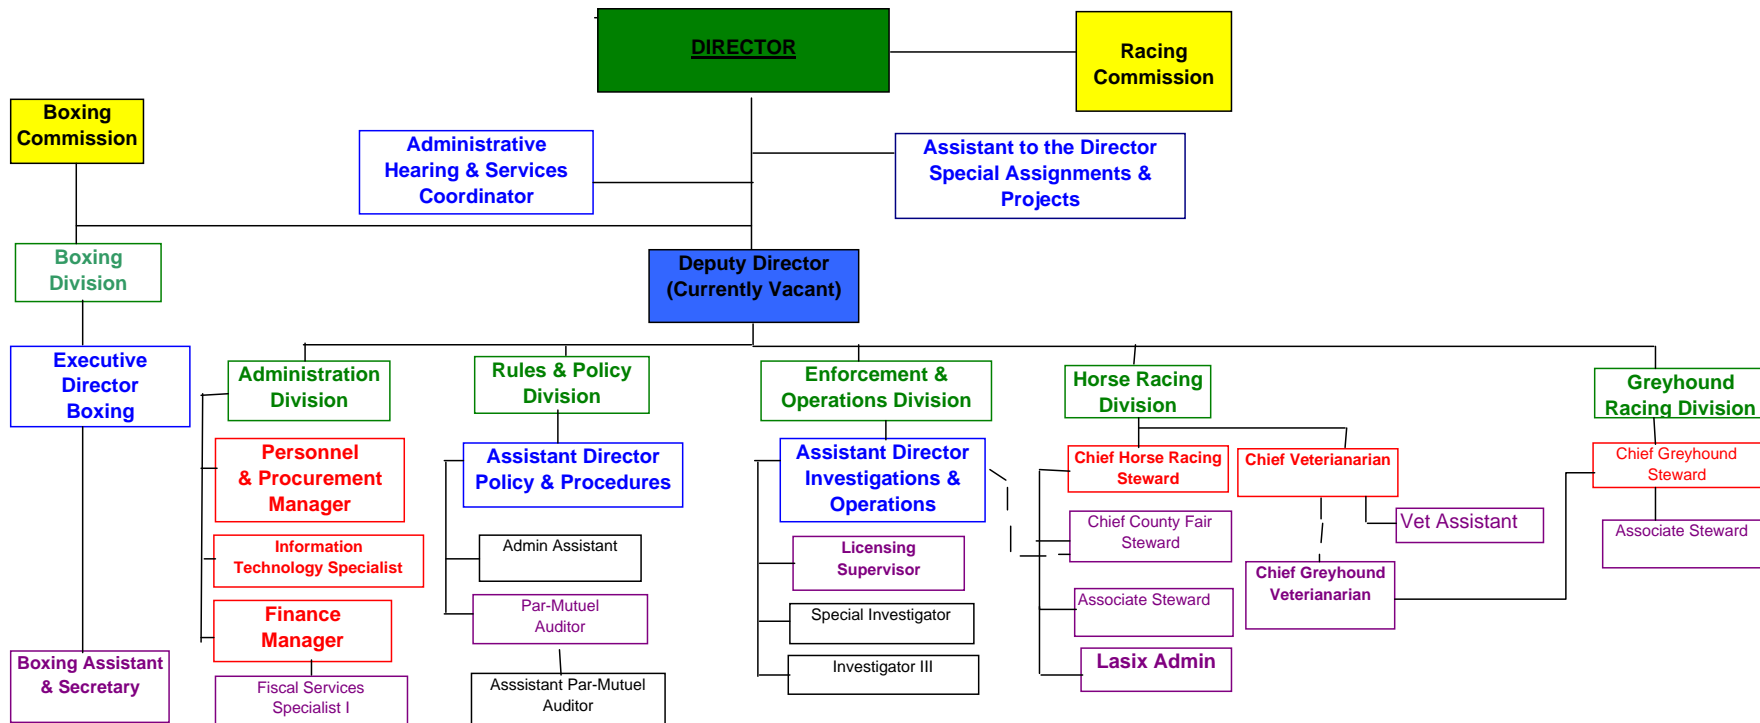 DIRECTOR
Racing
Commission
Boxing
Commission
Administrative
Hearing & Services
Coordinator
Assistant to the Director
Special Assignments &
Projects
Boxing
Division
Deputy Director
(Currently Vacant)
Executive
Director
Boxing
Administration
Division
Rules & Policy
Division
Enforcement &
Operations Division
Horse Racing
Division
Greyhound
Racing Division
Personnel
& Procurement
Manager
Assistant Director
Policy & Procedures
Assistant Director
Investigations &
Operations
Chief Horse Racing
Steward
Chief Veterianarian
Chief Greyhound
Steward
Information
Technology Specialist
Admin Assistant
Licensing
Supervisor
Chief County Fair
Steward
Vet Assistant
Associate Steward
Finance
Manager
Par-Mutuel
Auditor
Special Investigator
Associate Steward
Chief Greyhound
Veterianarian
Boxing Assistant
& Secretary
Fiscal Services
Specialist I
Asssistant Par-Mutuel
Auditor
Investigator III
Lasix Admin